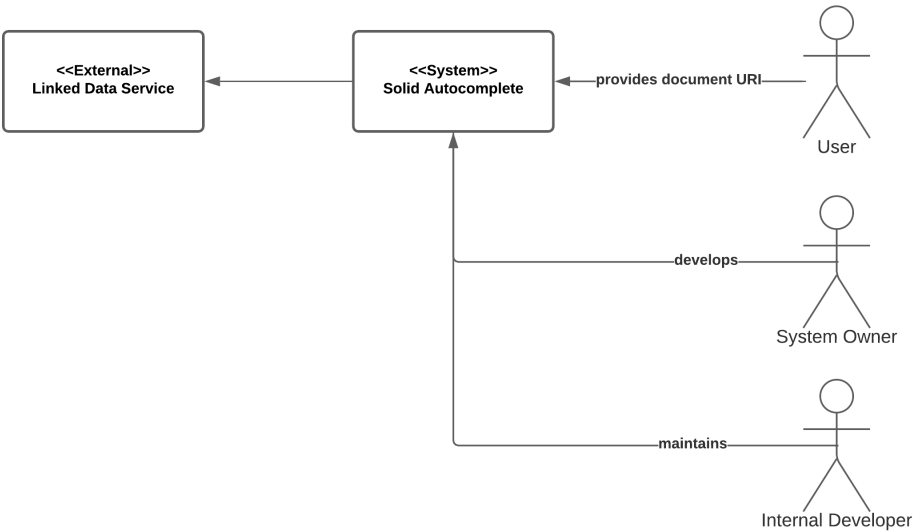 <<External>>
Linked Data Service
<<System>>
Solid Autocomplete
provides document URI
User
develops
System Owner
maintains
Internal Developer